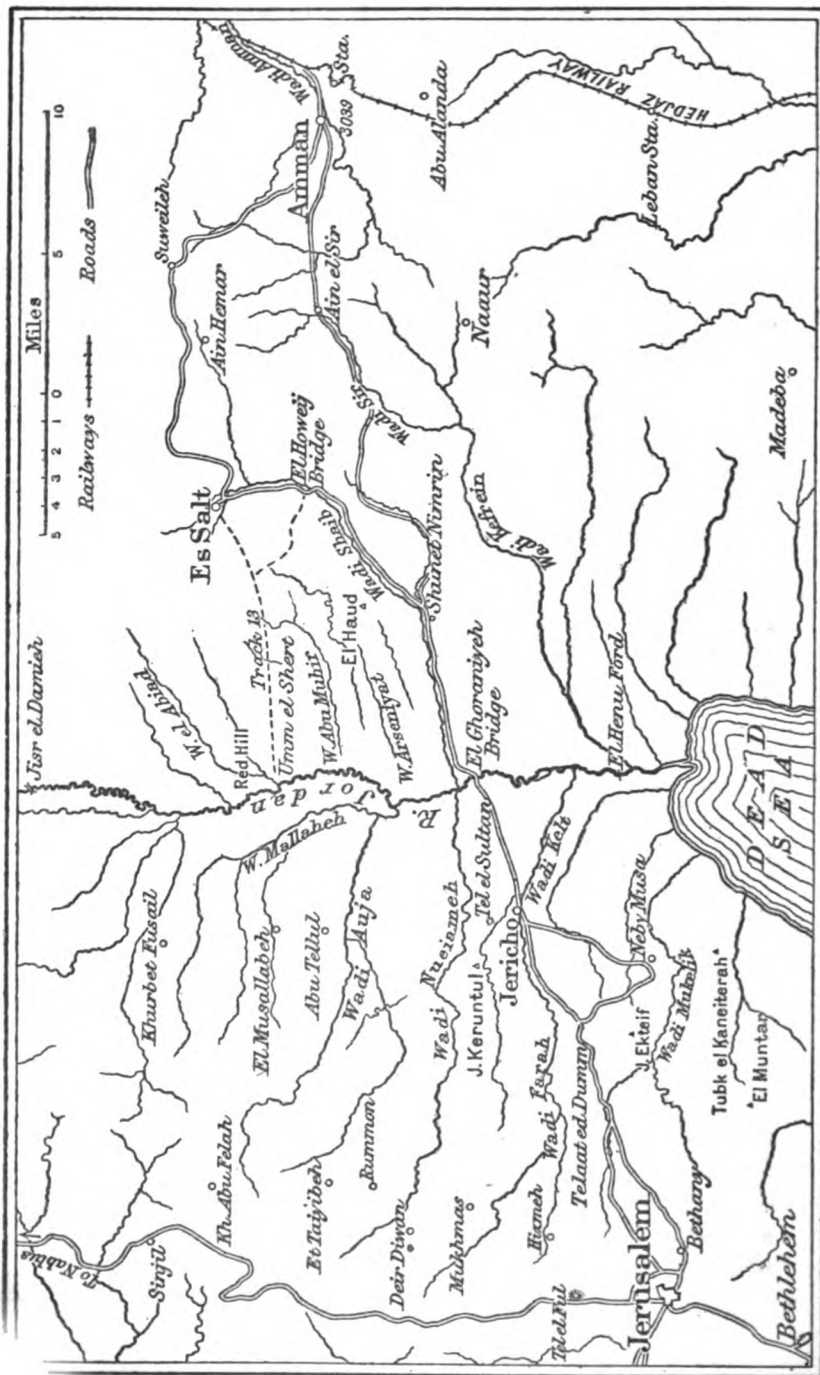 Miles
5 4 3 2 1 0 5 10
Railways
Roads
Jisr el Damieh
To Nablus
Sinjil
Khurbet Fusail
W. el Abiad
Suweileh
Kh. Abu Felah
Red Hill
Es Salt
Ain Hemar
Wadi Amman
Sta.
W. Mallabeh
El Musallabeh
Umm el Shert
Track 13
El Howeij
Bridge
Amman
3039
Et Taiyibeh
Abu Tellul
Jordan
R.
W. Abu Muhir
El Haud
Wadi Shaib
Ain el Sir
Rummon
Wadi Auja
W. Arseniyat
Wadi Sir
Deir Diwan
Wadi Nueiameh
Shunet Nimrin
Abu Alanda
HEDJAZ RAILWAY
Mukhmas
J. Keruntul
Tel el Sultan
El Ghoraniyeh
Bridge
Wadi Kefrein
Naaur
Jericho
Wadi Kelt
Hizmeh
Wadi Farah
Tel el Ful
Telaat ed. Dumm
El Henu Ford
Leban Sta.
Jerusalem
Bethany
J. Ekteif
Neby Musa
Wadi Mukelik
Tubk el Kaneiterah
El Muntar
DEAD
SEA
Madeba
Bethlehem